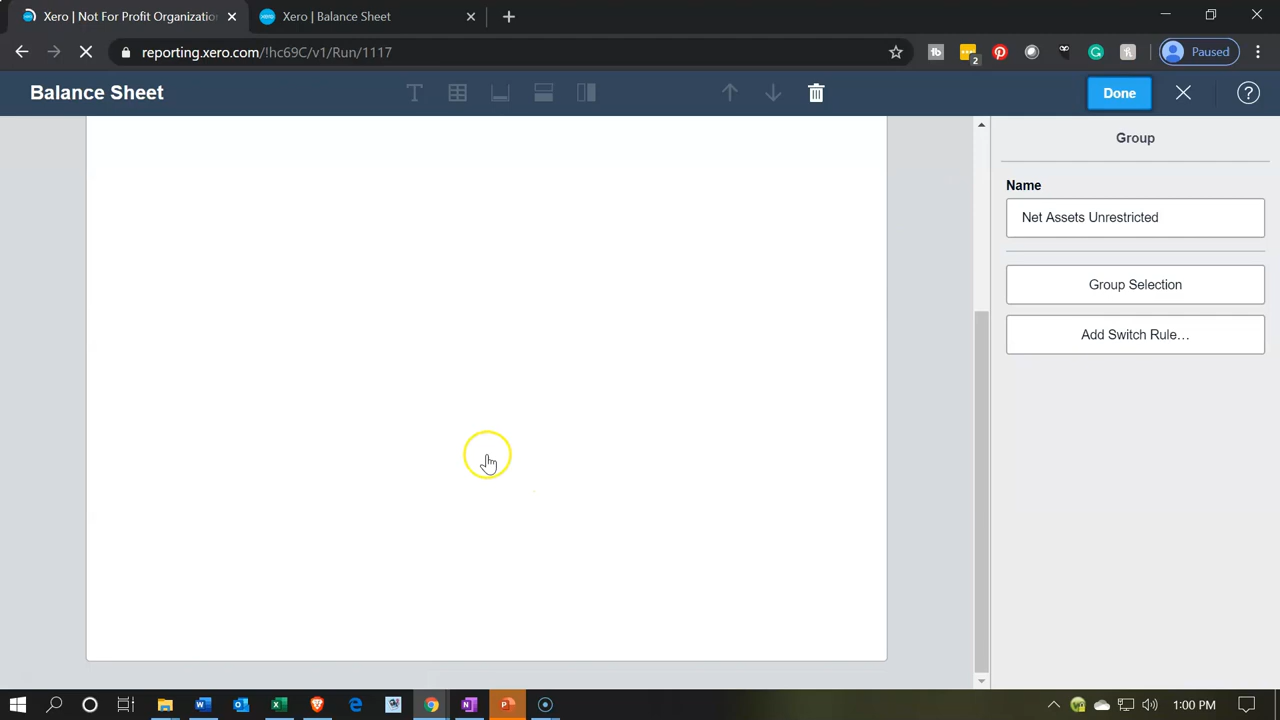 Xero | Not For Profit Organizatio
Xero | Balance Sheet
reporting.xero.com/!hc69C/v1/Run/1117
2
Paused
Balance Sheet
Done
Group
Name
Net Assets Unrestricted
Group Selection
Add Switch Rule…
1:00 PM